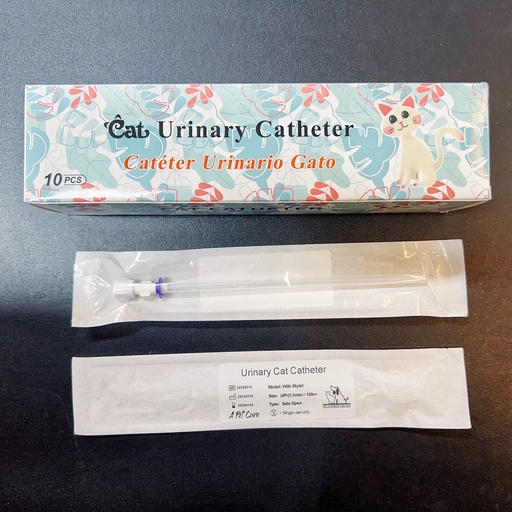 Cat Urinary Catheter
Catéter Urinario Gato
10 PCS
Urinary Cat Catheter
Model: With Stylet
Type: Side Open
A Pet Care
Single use only